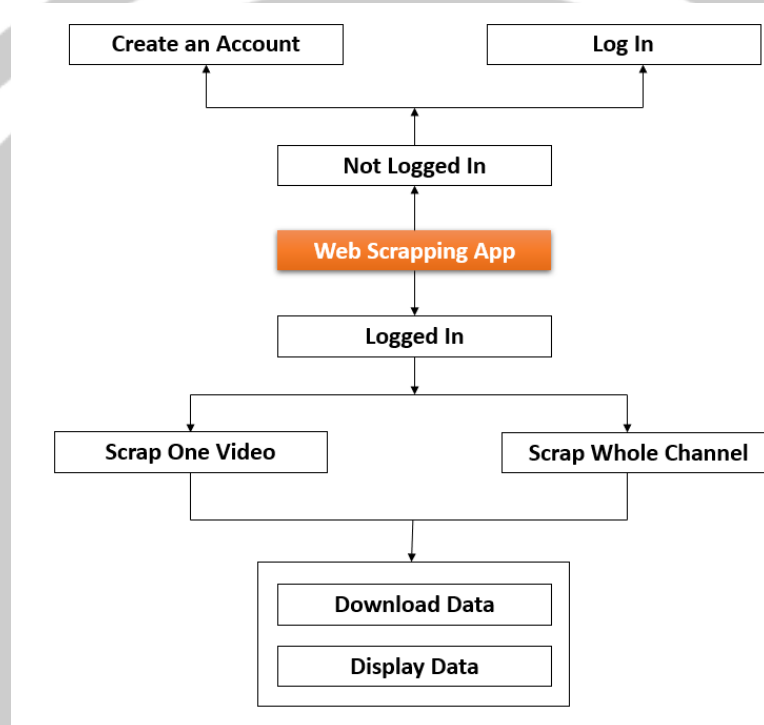 Create an Account
Log In
Not Logged In
Web Scrapping App
Logged In
Scrap One Video
Scrap Whole Channel
Download Data
Display Data